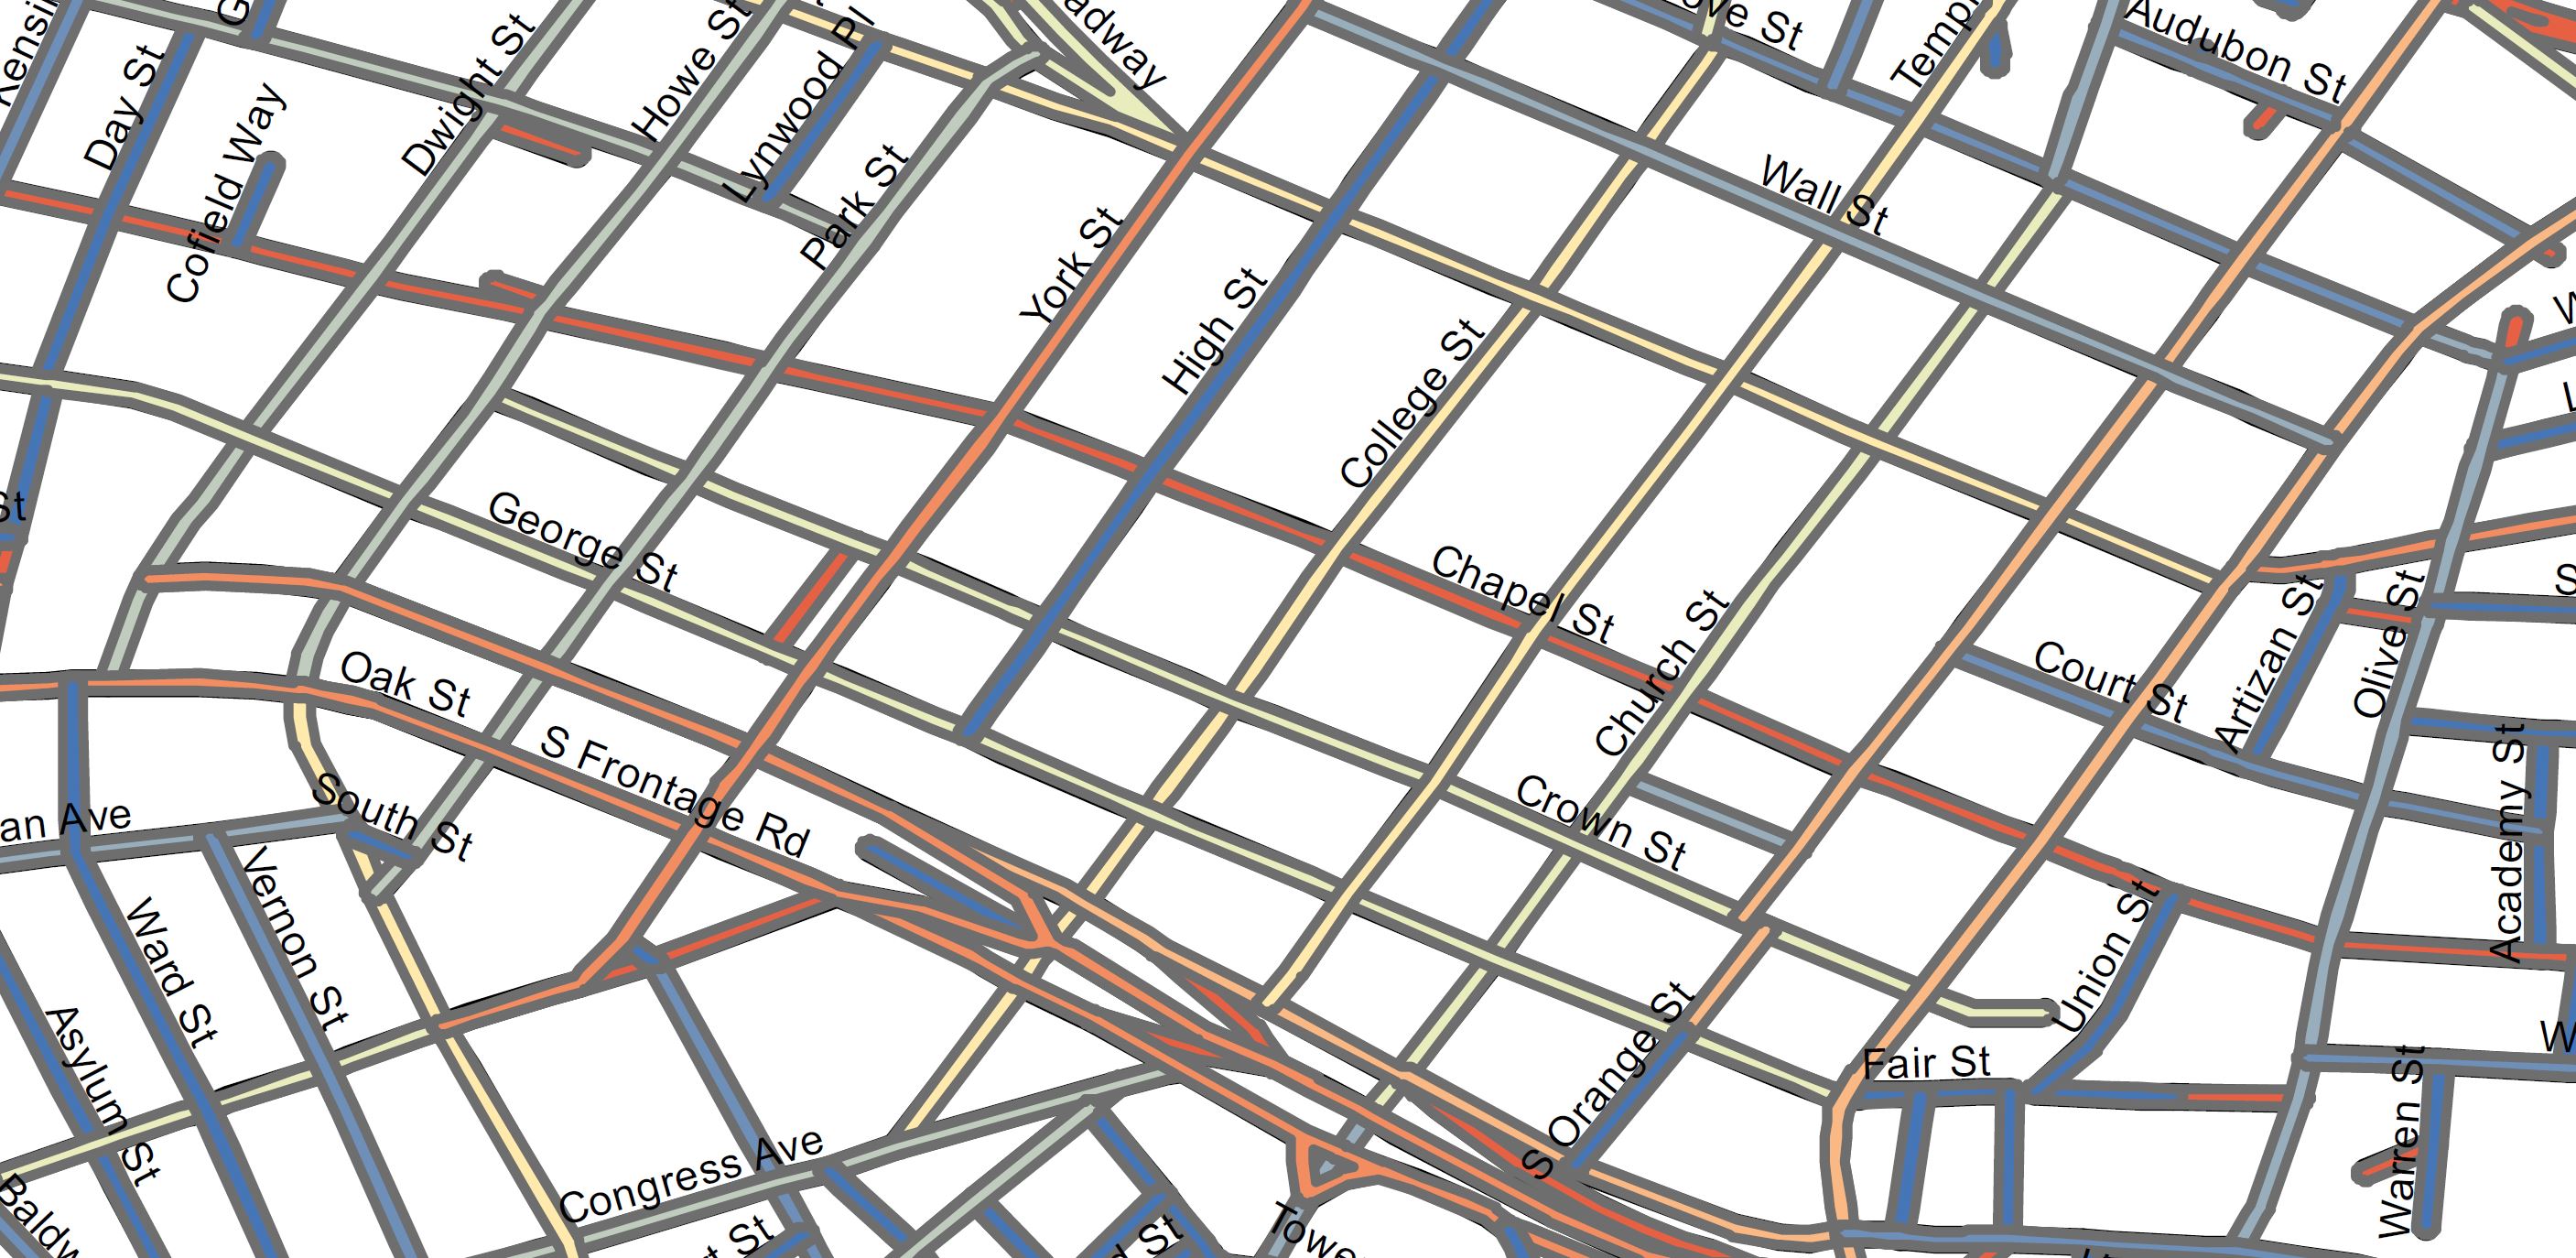 Day St
Cofield Way
Dwight St
Howe St
Lynwood Pl
Park St
York St
High St
College St
Wall St
Audubon St
George St
Chapel St
Church St
Court St
Artizan St
Olive St
Academy St
Oak St
S Frontage Rd
Crown St
South St
an Ave
Vernon St
Ward St
Asylum St
Congress Ave
Orange St
S
Fair St
Union St
Warren St